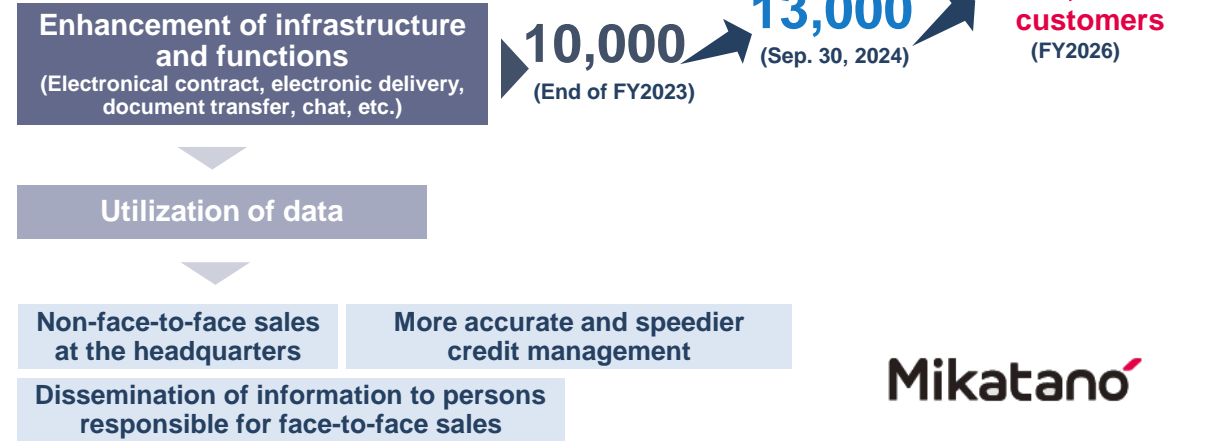 Enhancement of infrastructure
and functions
(Electronical contract, electronic delivery,
document transfer, chat, etc.)
10,000
(End of FY2023)
13,000
(Sep. 30, 2024)
customers
(FY2026)
Utilization of data
Non-face-to-face sales
at the headquarters
More accurate and speedier
credit management
Dissemination of information to persons
responsible for face-to-face sales
Mikatano